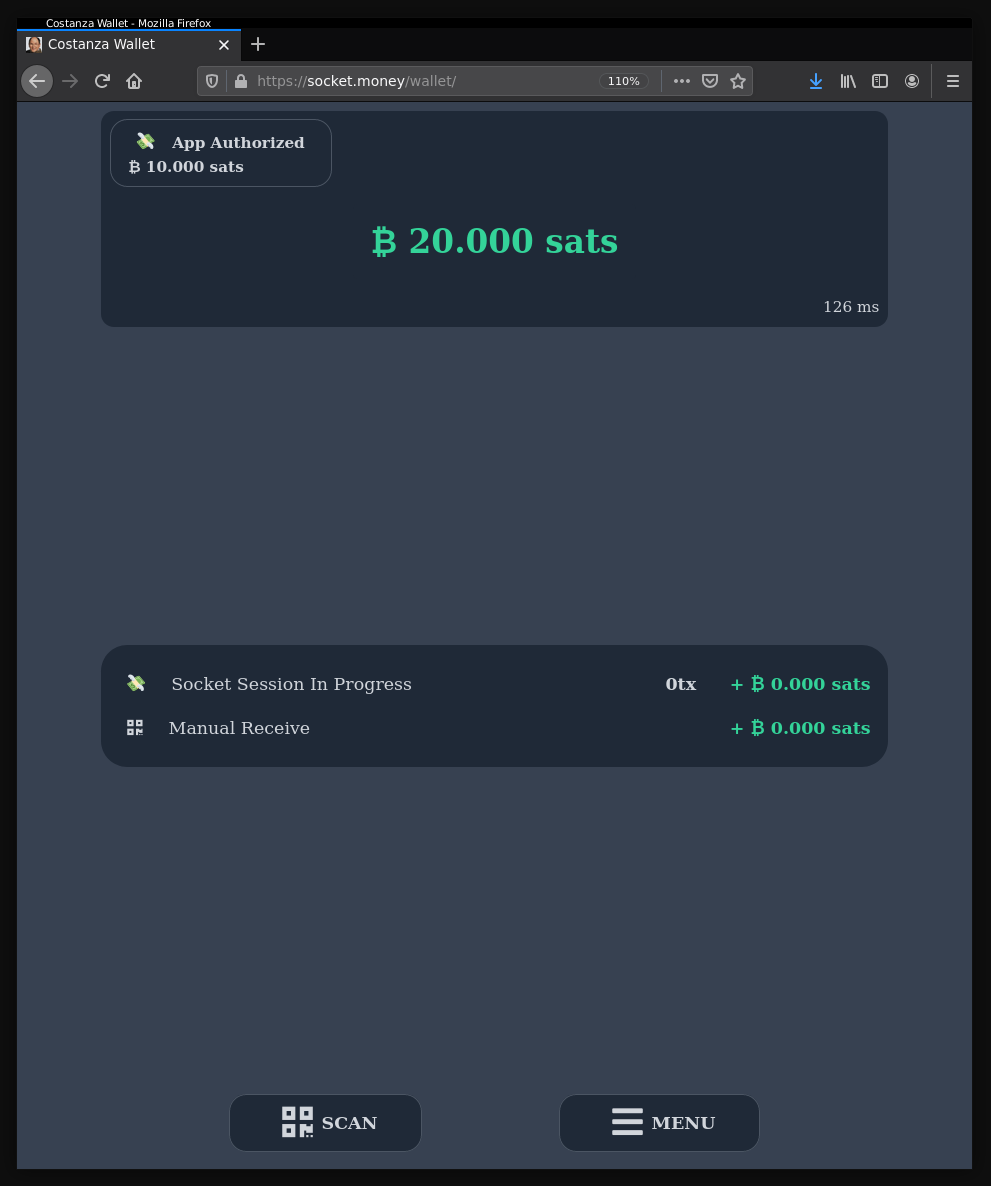 Costanza Wallet - Mozilla Firefox
Costanza Wallet
https://socket.money/wallet/ 110%
App Authorized
₿ 10.000 sats
₿ 20.000 sats
126 ms
Socket Session In Progress 0tx + ₿ 0.000 sats
Manual Receive + ₿ 0.000 sats
SCAN MENU